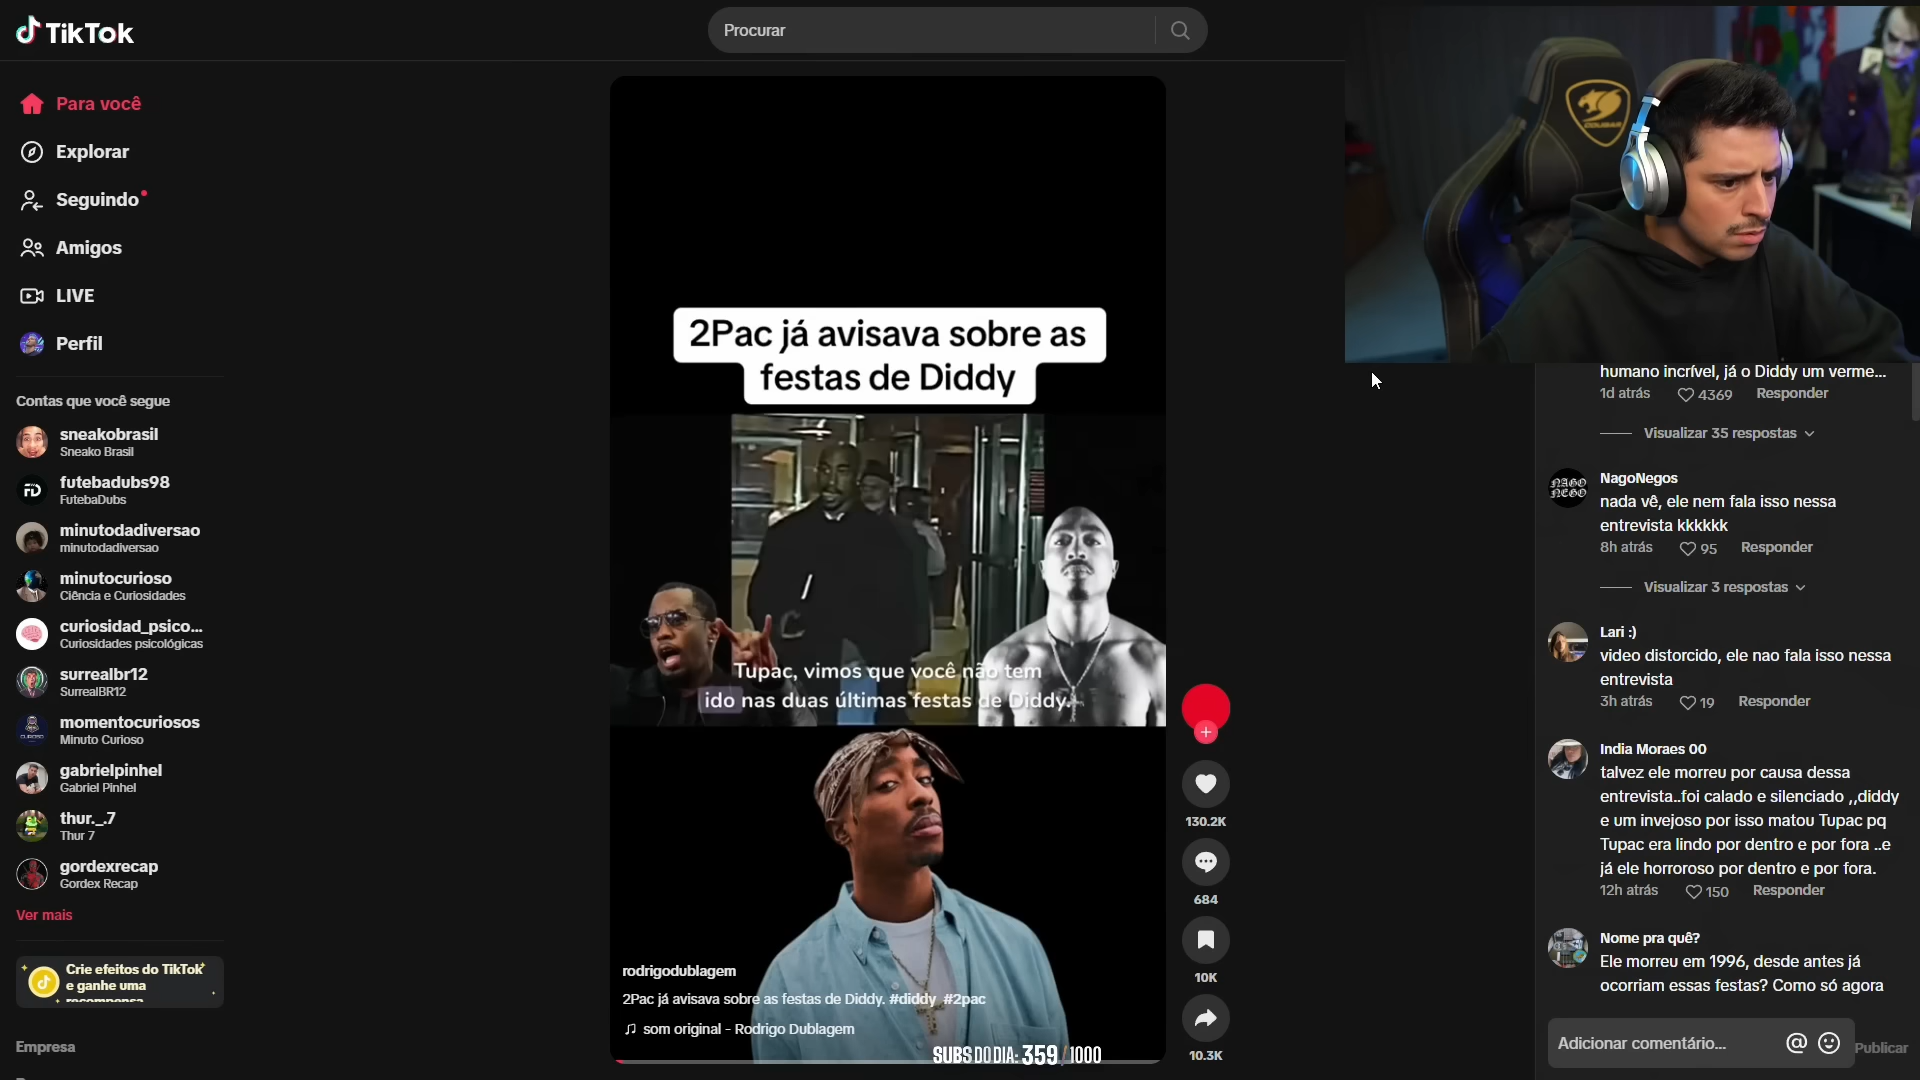 TikTok
Procurar
Para você
Explorar
Seguindo
Amigos
LIVE
Perfil
Contas que você segue
sneakobrasil
Sneako Brasil
futebadubs98
FutebaDubs
minutodadiversao
minutodadiversao
minutocurioso
Ciência e Curiosidades
curiosidad_psico...
Curiosidades psicológicas
surrealbr12
SurrealBR12
momentocuriosos
Minuto Curioso
gabrielpinhel
Gabriel Pinhel
thur._.7
Thur 7
gordexrecap
Gordex Recap
Ver mais
Crie efeitos do TikTok
e ganhe uma
recompensa
Empresa
2Pac já avisava sobre as
festas de Diddy
Tupac, vimos que você não tem
ido nas duas últimas festas de Diddy.
rodrigodublagem
2Pac já avisava sobre as festas de Diddy. #diddy #2pac
som original - Rodrigo Dublagem
SUBS DO DIA: 359 / 1000
130.2K
684
10K
10.3K
COUGAR
humano incrível, já o Diddy um verme...
1d atrás 4369 Responder
Visualizar 35 respostas
NAGO
NEGO
NagoNegos
nada vê, ele nem fala isso nessa
entrevista kkkkkk
8h atrás 95 Responder
Visualizar 3 respostas
Lari :)
video distorcido, ele nao fala isso nessa
entrevista
3h atrás 19 Responder
India Moraes 00
talvez ele morreu por causa dessa
entrevista..foi calado e silenciado ,,diddy
e um invejoso por isso matou Tupac pq
Tupac era lindo por dentro e por fora ..e
já ele horroroso por dentro e por fora.
12h atrás 150 Responder
Nome pra quê?
Ele morreu em 1996, desde antes já
ocorriam essas festas? Como só agora
Adicionar comentário...
Publicar